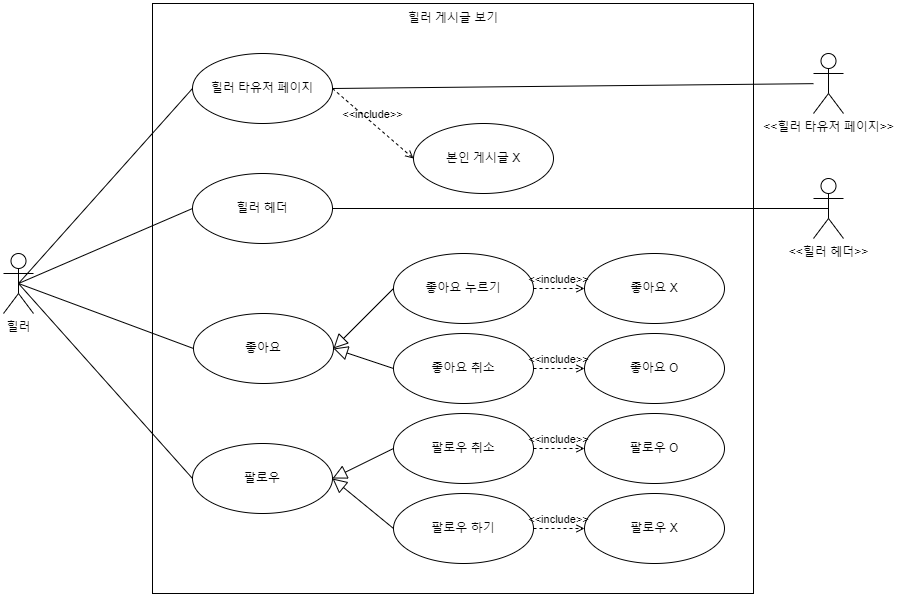 힐러 게시글 보기
힐러 타유저 페이지
<<include>>
<<힐러 타유저 페이지>>
본인 게시글 X
힐러 헤더
<<힐러 헤더>>
힐러
좋아요 누르기
<<include>>
좋아요 X
좋아요
좋아요 취소
<<include>>
좋아요 O
팔로우 취소
<<include>>
팔로우 O
팔로우
팔로우 하기
<<include>>
팔로우 X